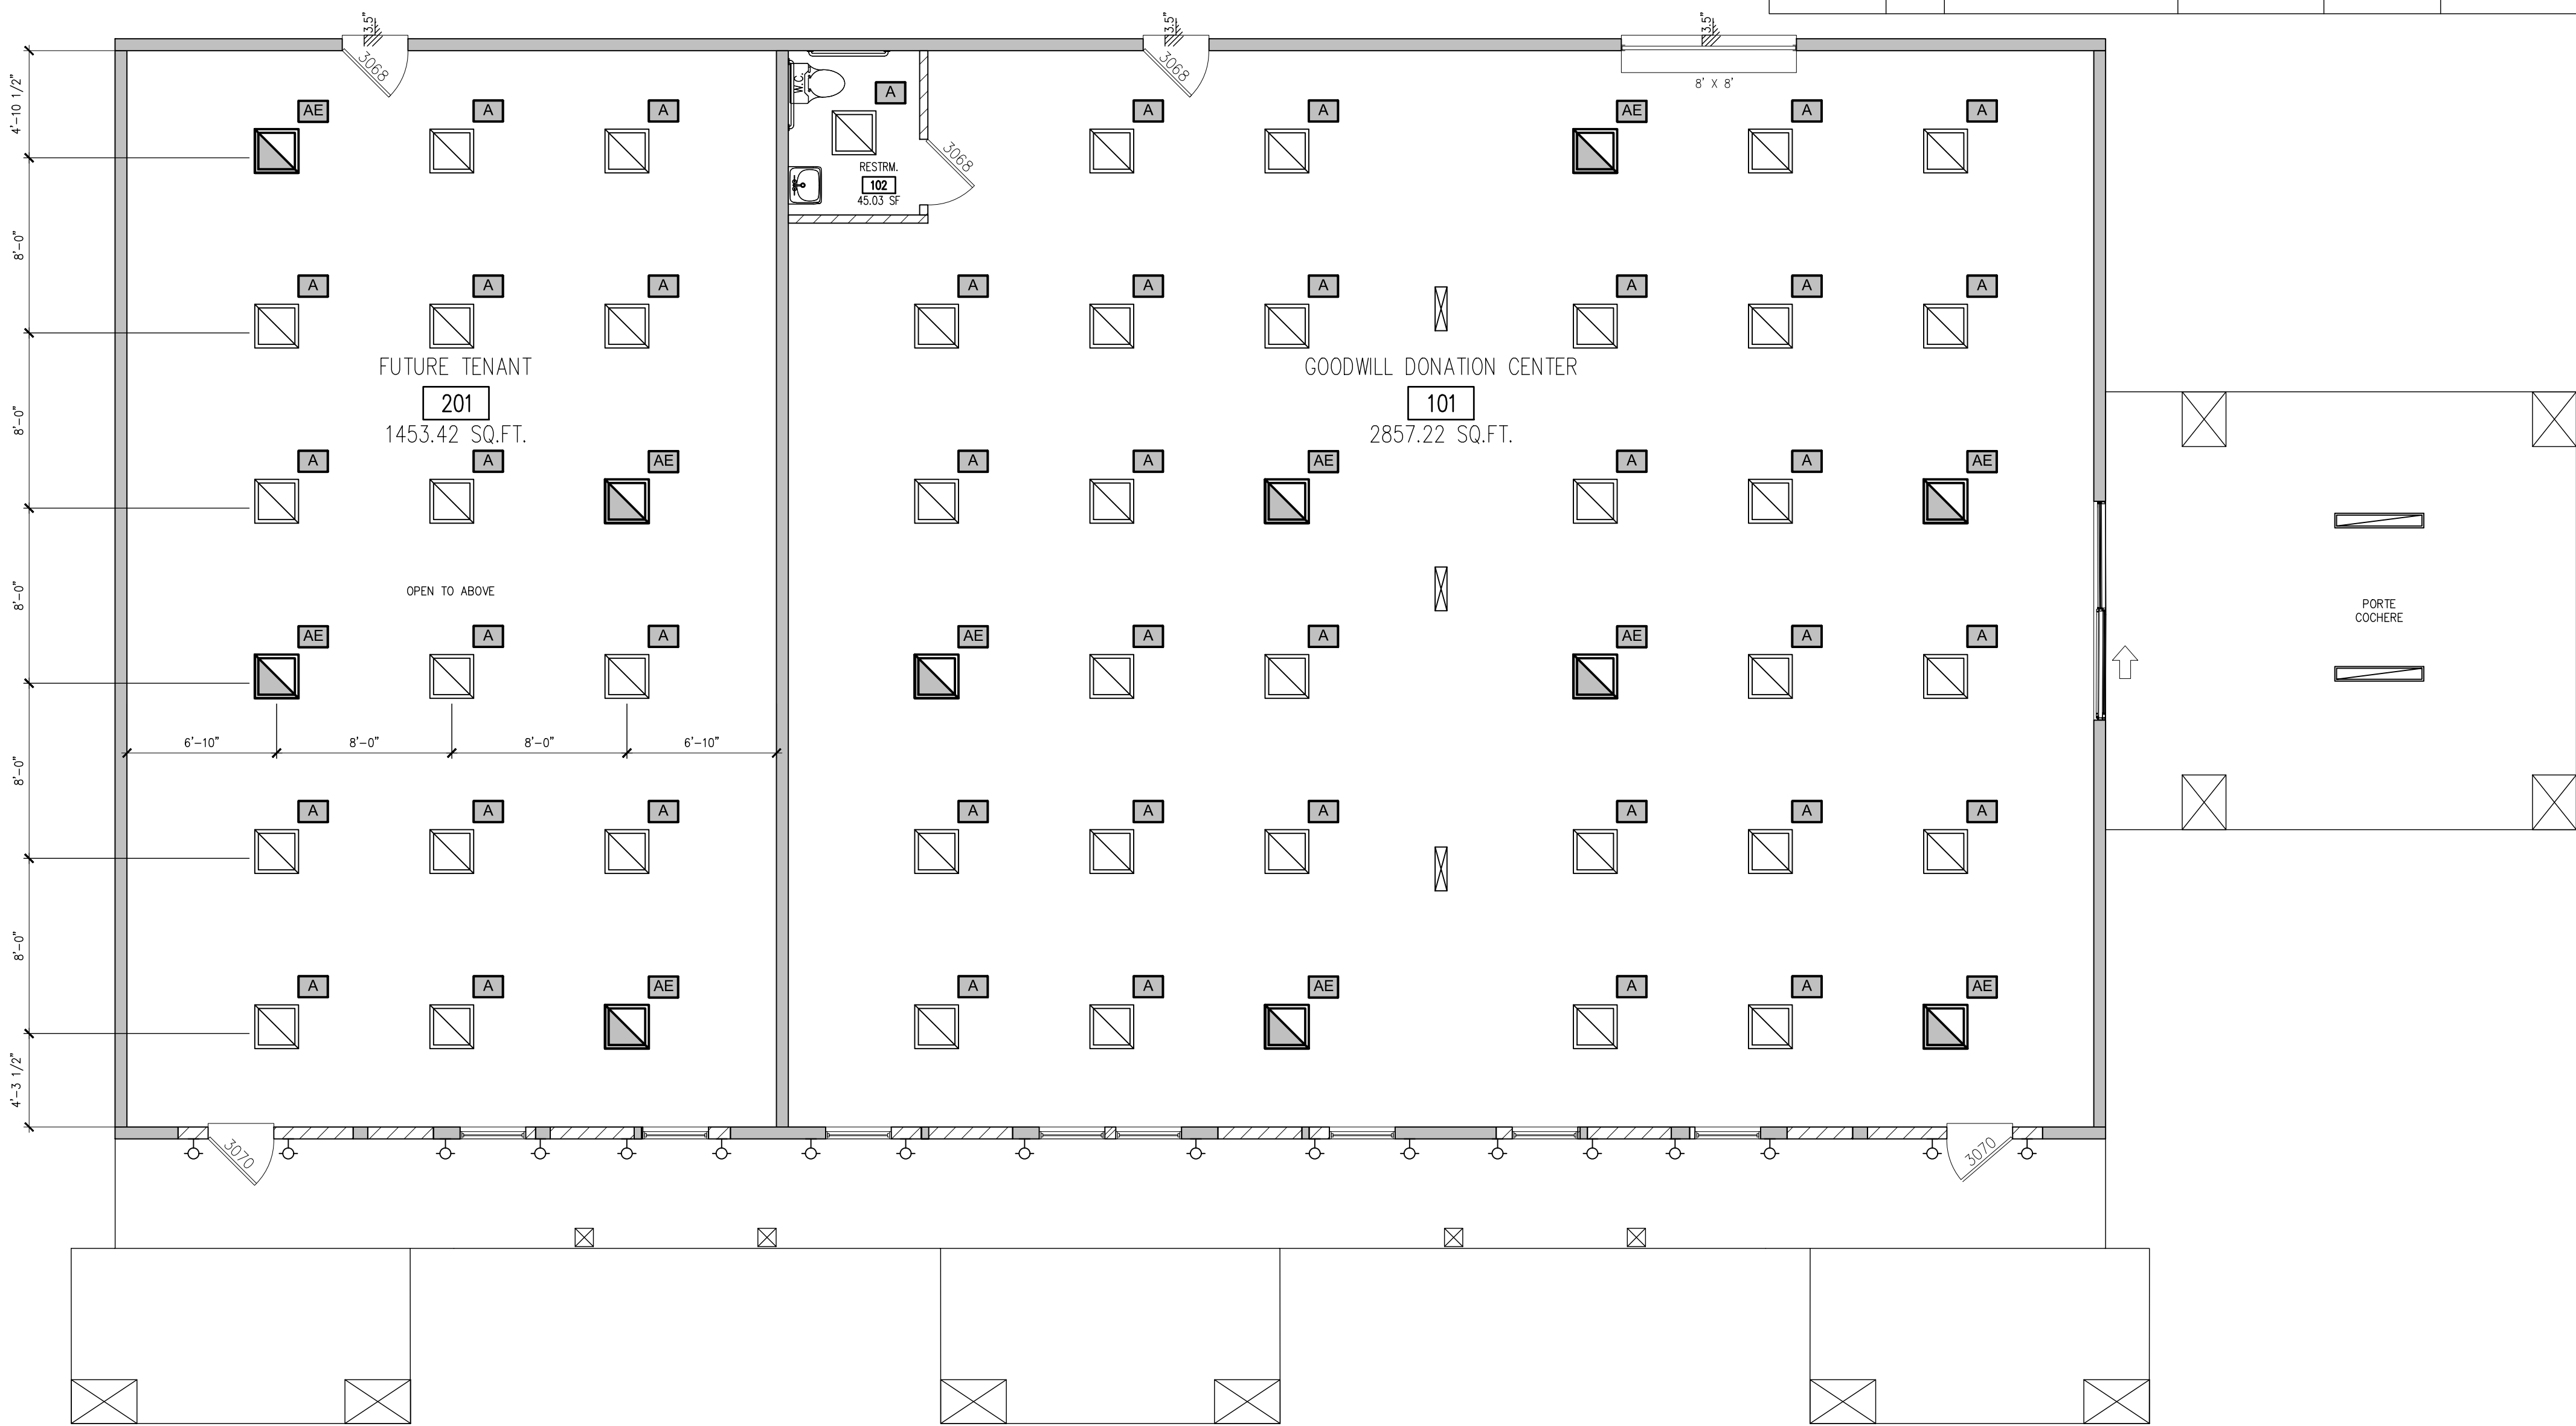 3.5"
3.5"
3.5"
3068
3068
8' X 8'
4'-10 1/2"
W.C.
A
AE
A
A
A
A
AE
A
A
3068
RESTRM.
102
45.03 SF
8'-0"
A
A
A
A
A
A
A
A
A
FUTURE TENANT
201
1453.42 SQ.FT.
GOODWILL DONATION CENTER
101
2857.22 SQ.FT.
8'-0"
A
A
AE
A
A
AE
A
A
AE
8'-0"
OPEN TO ABOVE
PORTE
COCHERE
AE
A
A
AE
A
A
AE
A
A
6'-10"
8'-0"
8'-0"
6'-10"
8'-0"
A
A
A
A
A
A
A
A
A
8'-0"
A
A
AE
A
A
AE
A
A
AE
4'-3 1/2"
3070
3070